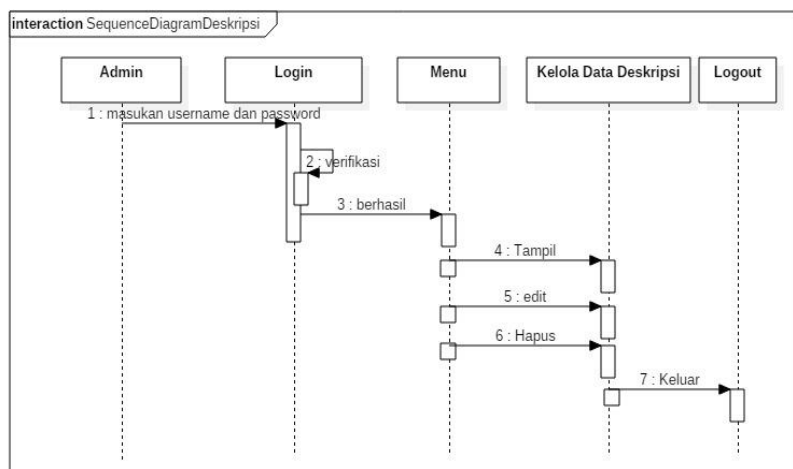 interaction SequenceDiagramDeskripsi
Admin
Login
Menu
Kelola Data Deskripsi
Logout
1 : masukan username dan password
2 : verifikasi
3 : berhasil
4 : Tampil
5 : edit
6 : Hapus
7 : Keluar